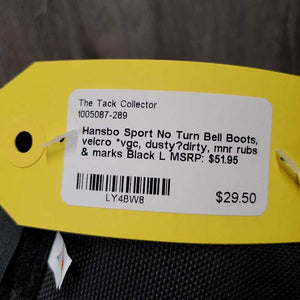 The Tack Collector
1005087-289
Hansbo Sport No Turn Bell Boots,
velcro *vgc, dusty?dirty, mnr rubs
& marks Black L MSRP: $51.95
LY4BW8
$29.50